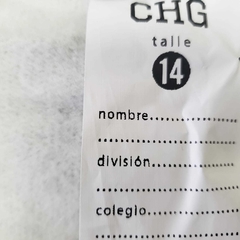 CHG
talle
14
nombre....................
..............................
división....................
..............................
colegio....................